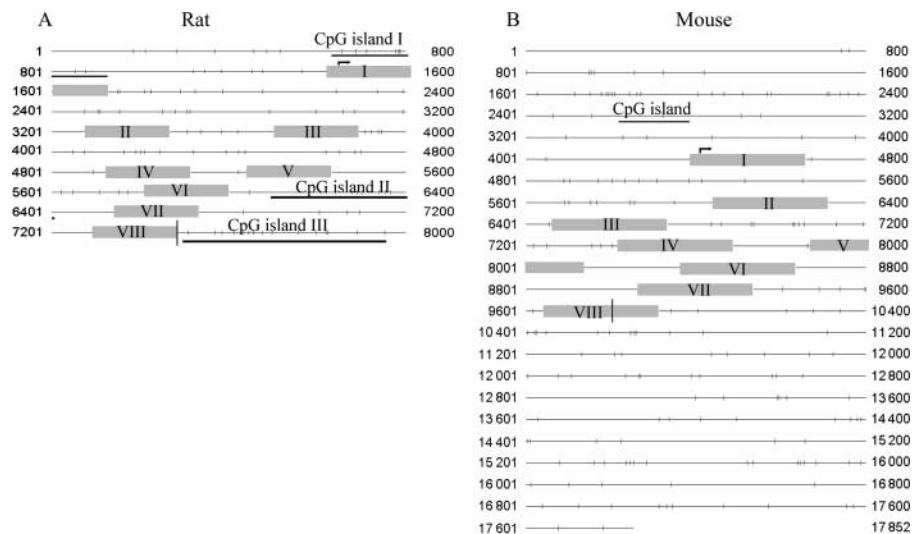 A Rat
CpG island I
1 800
801 I 1600
1601 2400
2401 3200
3201 II III 4000
4001 4800
4801 IV V 5600
5601 VI 6400
CpG island II
6401 VII 7200
7201 VIII 8000
CpG island III
B Mouse
1 800
801 1600
1601 2400
2401 3200
CpG island
3201 4000
4001 I 4800
4801 5600
5601 II 6400
6401 III 7200
7201 IV V 8000
8001 VI 8800
8801 VII 9600
9601 VIII 10 400
10 401 11 200
11 201 12 000
12 001 12 800
12 801 13 600
13 601 14 400
14 401 15 200
15 201 16 000
16 001 16 800
16 801 17 600
17 601 17 852